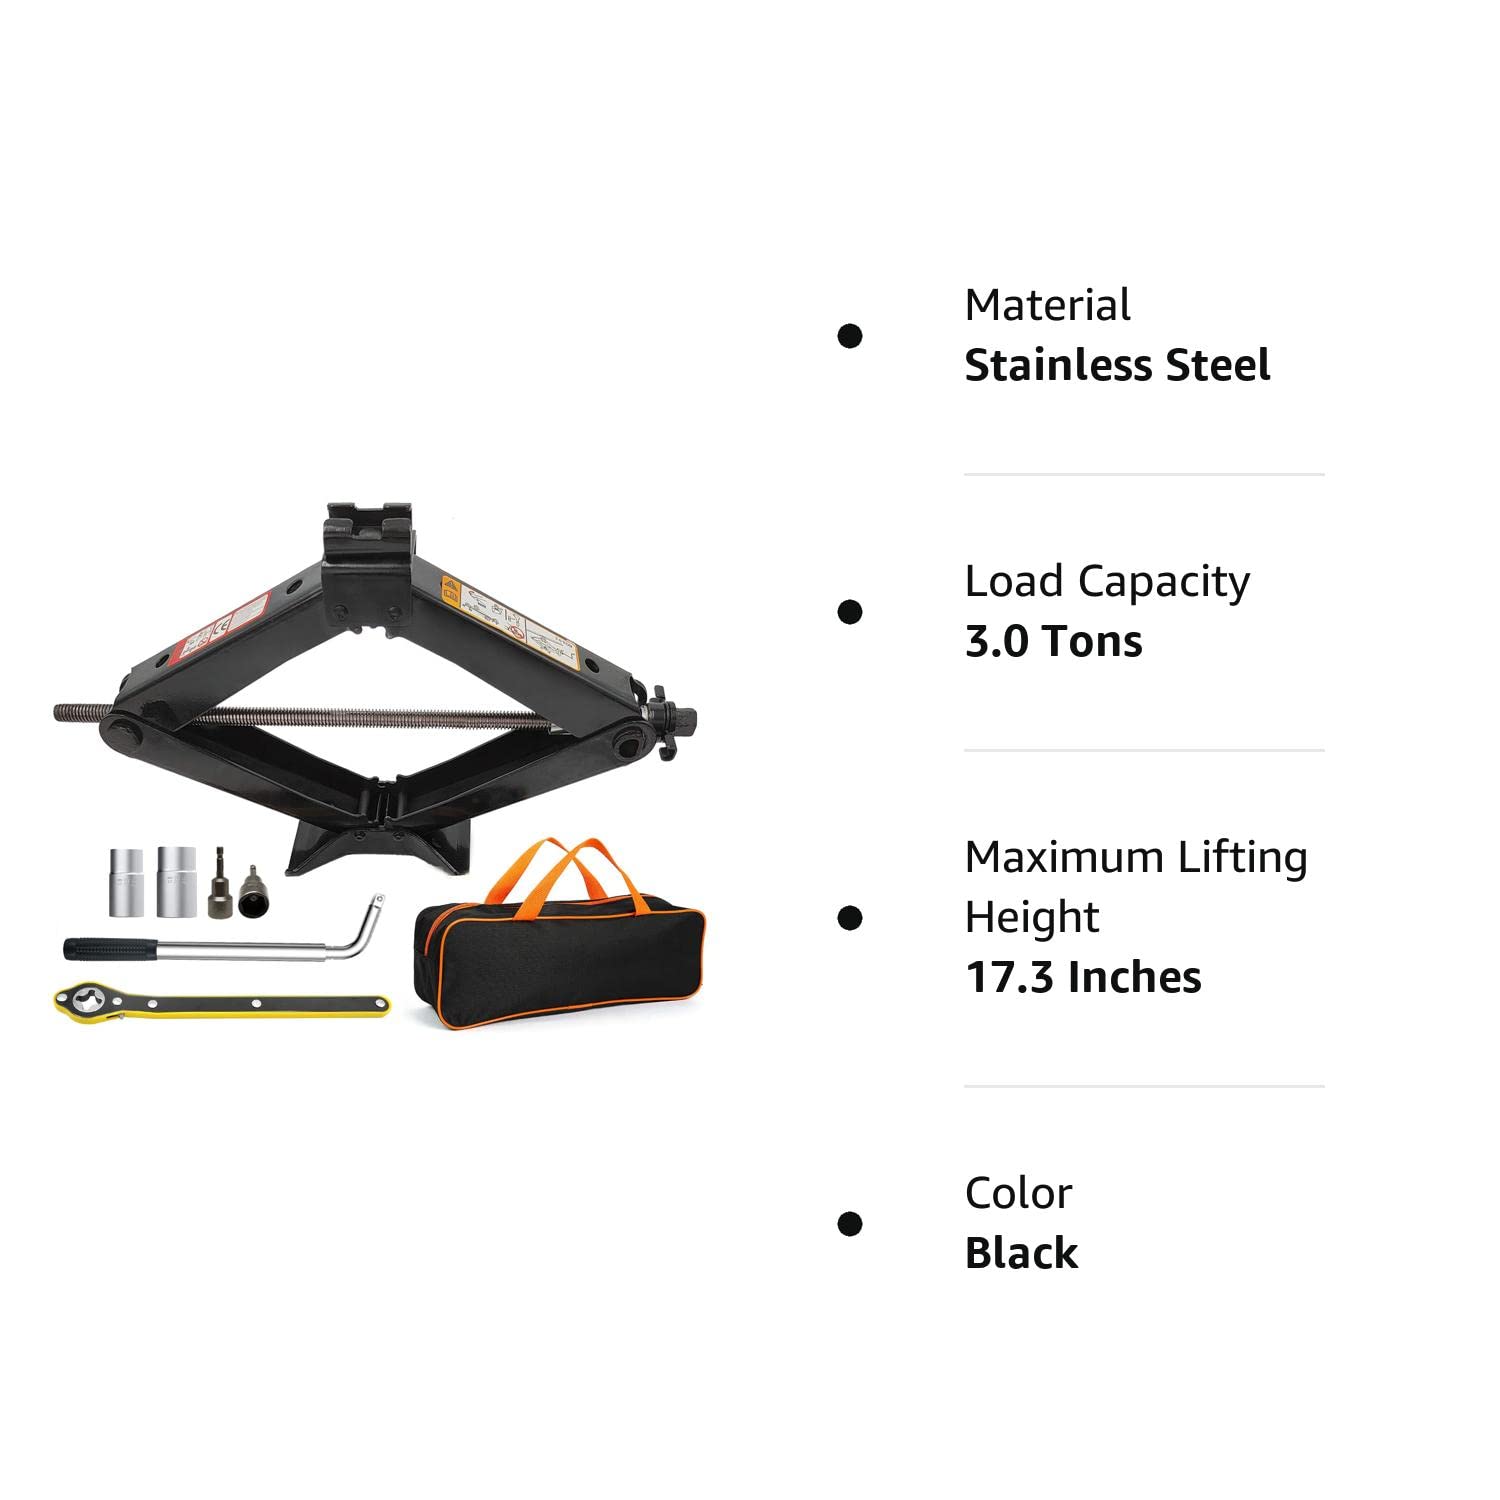 Material
Stainless Steel
Load Capacity
3.0 Tons
Maximum Lifting
Height
17.3 Inches
Color
Black